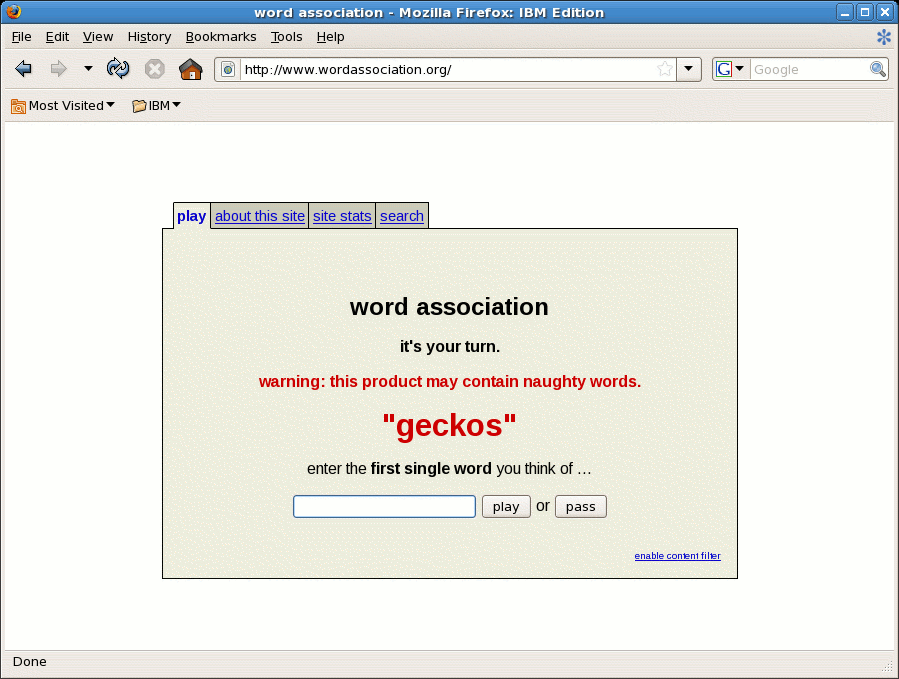 word association - Mozilla Firefox: IBM Edition
File Edit View History Bookmarks Tools Help
http://www.wordassociation.org/ G Google
Most Visited IBM
play about this site site stats search
word association
it's your turn.
warning: this product may contain naughty words.
"geckos"
enter the first single word you think of ...
play or pass
enable content filter
Done